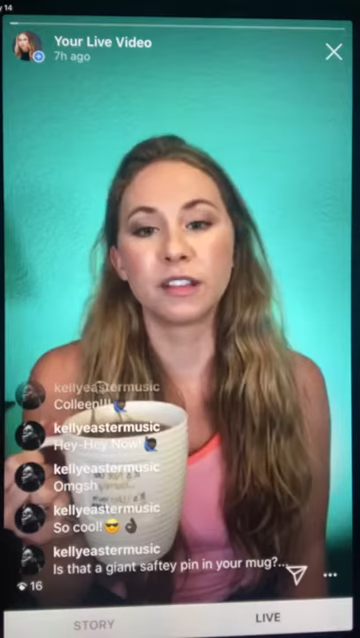 y 14
Your Live Video
7h ago
kellyeastermusic
Colleen!!!
kellyeastermusic
Hey-Hey Now!
kellyeastermusic
Omgsh
kellyeastermusic
So cool!😎👌🏿
kellyeastermusic
Is that a giant saftey pin in your mug?...
16
STORY
LIVE